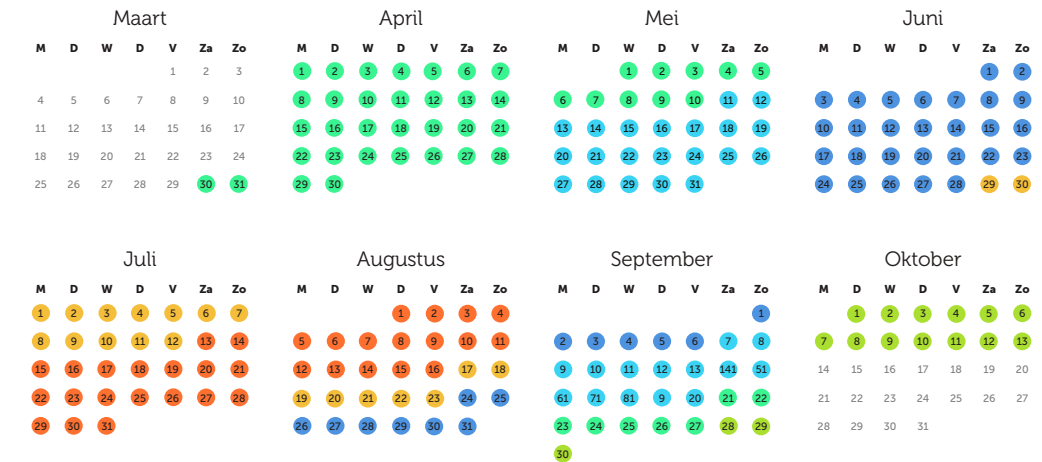 Maart
M D W D V Za Zo
1 2 3
4 5 6 7 8 9 10
11 12 13 14 15 16 17
18 19 20 21 22 23 24
25 26 27 28 29 30 31
April
M D W D V Za Zo
1 2 3 4 5 6 7
8 9 10 11 12 13 14
15 16 17 18 19 20 21
22 23 24 25 26 27 28
29 30
Mei
M D W D V Za Zo
1 2 3 4 5
6 7 8 9 10 11 12
13 14 15 16 17 18 19
20 21 22 23 24 25 26
27 28 29 30 31
Juni
M D W D V Za Zo
1 2
3 4 5 6 7 8 9
10 11 12 13 14 15 16
17 18 19 20 21 22 23
24 25 26 27 28 29 30
Juli
M D W D V Za Zo
1 2 3 4 5 6 7
8 9 10 11 12 13 14
15 16 17 18 19 20 21
22 23 24 25 26 27 28
29 30 31
Augustus
M D W D V Za Zo
1 2 3 4
5 6 7 8 9 10 11
12 13 14 15 16 17 18
19 20 21 22 23 24 25
26 27 28 29 30 31
September
M D W D V Za Zo
1
2 3 4 5 6 7 8
9 10 11 12 13 141 51
61 71 81 9 20 21 22
23 24 25 26 27 28 29
30
Oktober
M D W D V Za Zo
1 2 3 4 5 6
7 8 9 10 11 12 13
14 15 16 17 18 19 20
21 22 23 24 25 26 27
28 29 30 31